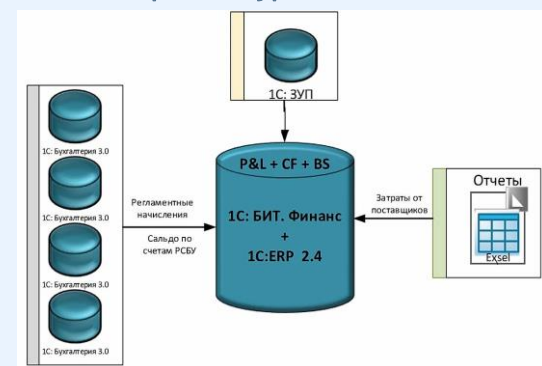 1С: ЗУП
1С: Бухгалтерия 3.0
1С: Бухгалтерия 3.0
1С: Бухгалтерия 3.0
1С: Бухгалтерия 3.0
Регламентные
начисления
Сальдо по
счетам РСБУ
P&L + CF + BS
1С: БИТ. Финанс
+
1С:ERP 2.4
Затраты от
поставщиков
Отчеты
Exsel